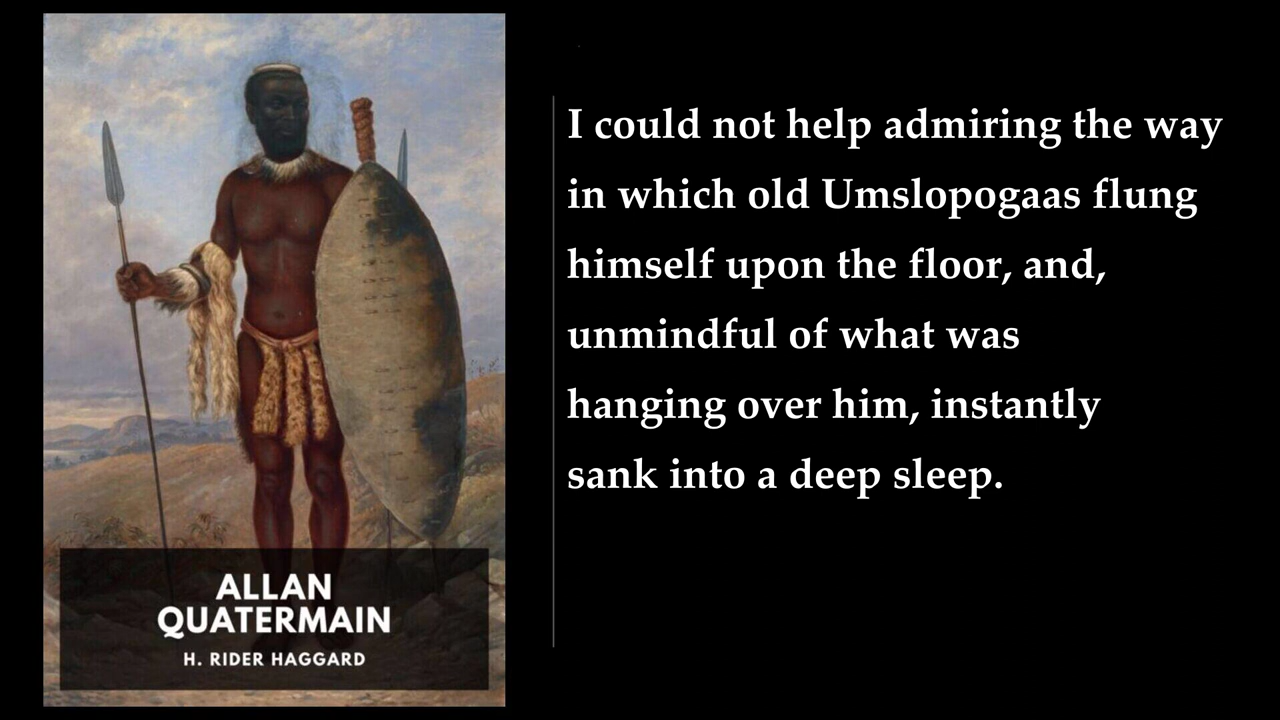 ALLAN
QUATERMAIN
H. RIDER HAGGARD
I could not help admiring the way
in which old Umslopogaas flung
himself upon the floor, and,
unmindful of what was
hanging over him, instantly
sank into a deep sleep.